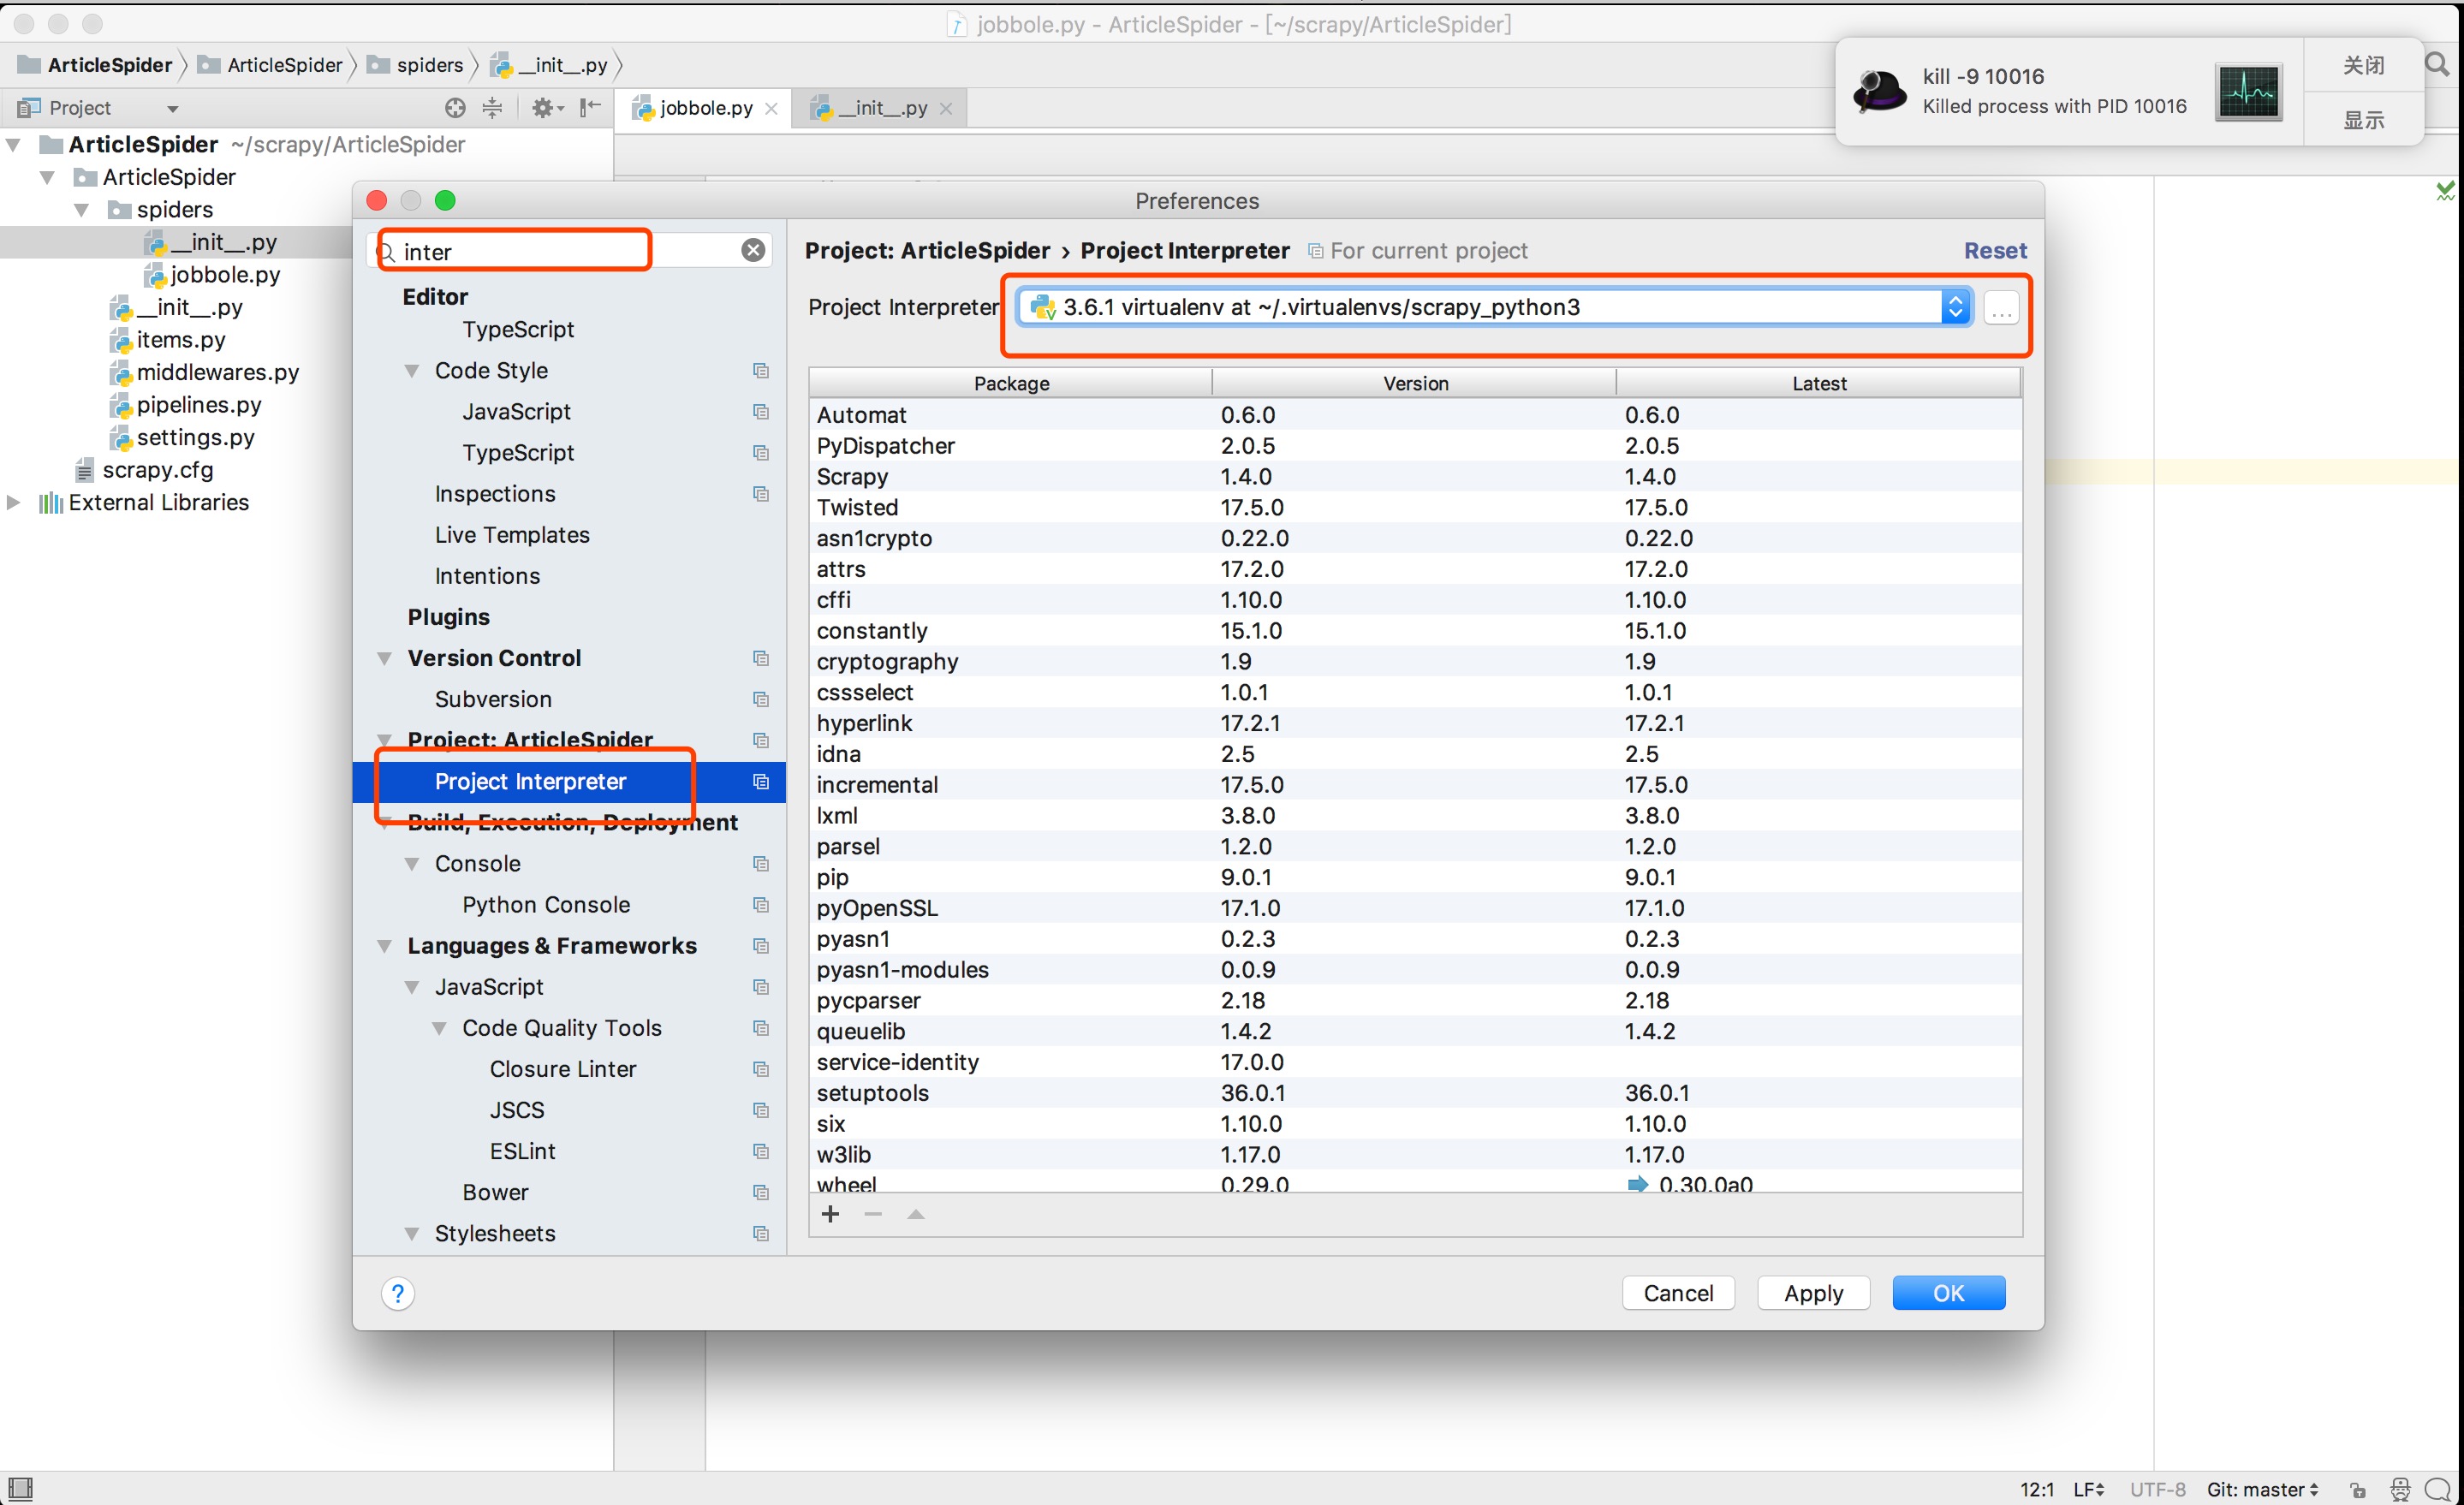 jobbole.py - ArticleSpider - [~/scrapy/ArticleSpider]
ArticleSpider ArticleSpider spiders __init__.py
kill -9 10016
Killed process with PID 10016
关闭
显示
Project
jobbole.py __init__.py
ArticleSpider ~/scrapy/ArticleSpider
ArticleSpider
spiders
__init__.py
jobbole.py
__init__.py
items.py
middlewares.py
pipelines.py
settings.py
scrapy.cfg
External Libraries
Preferences
inter
Editor
TypeScript
Code Style
JavaScript
TypeScript
Inspections
Live Templates
Intentions
Plugins
Version Control
Subversion
Project: ArticleSpider
Project Interpreter
Build, Execution, Deployment
Console
Python Console
Languages & Frameworks
JavaScript
Code Quality Tools
Closure Linter
JSCS
ESLint
Bower
Stylesheets
Project: ArticleSpider › Project Interpreter For current project Reset
Project Interpreter 3.6.1 virtualenv at ~/.virtualenvs/scrapy_python3 ...
Package Version Latest
Automat 0.6.0 0.6.0
PyDispatcher 2.0.5 2.0.5
Scrapy 1.4.0 1.4.0
Twisted 17.5.0 17.5.0
asn1crypto 0.22.0 0.22.0
attrs 17.2.0 17.2.0
cffi 1.10.0 1.10.0
constantly 15.1.0 15.1.0
cryptography 1.9 1.9
cssselect 1.0.1 1.0.1
hyperlink 17.2.1 17.2.1
idna 2.5 2.5
incremental 17.5.0 17.5.0
lxml 3.8.0 3.8.0
parsel 1.2.0 1.2.0
pip 9.0.1 9.0.1
pyOpenSSL 17.1.0 17.1.0
pyasn1 0.2.3 0.2.3
pyasn1-modules 0.0.9 0.0.9
pycparser 2.18 2.18
queuelib 1.4.2 1.4.2
service-identity 17.0.0
setuptools 36.0.1 36.0.1
six 1.10.0 1.10.0
w3lib 1.17.0 1.17.0
wheel 0.29.0 0.30.0a0
?
Cancel Apply OK
12:1 LF UTF-8 Git: master